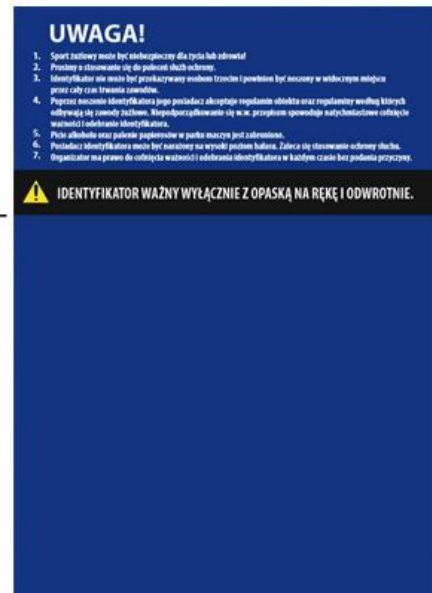 UWAGA!
1. Sport żużlowy może być niebezpieczny dla życia lub zdrowia!
2. Prosimy o stosowanie się do poleceń służb ochrony.
3. Identyfikator nie może być przekazywany osobom trzecim i powinien być noszony w widocznym miejscu
przez cały czas trwania zawodów.
4. Poprzez noszenie identyfikatora jego posiadacz akceptuje regulamin obiektu oraz regulaminy według których
odbywają się zawody żużlowe. Niepodporządkowanie się w.w. przepisom spowoduje natychmiastowe cofnięcie
ważności i odebranie identyfikatora.
5. Picie alkoholu oraz palenie papierosów w parku maszyn jest zabronione.
6. Posiadacz identyfikatora może być narażony na wysoki poziom hałasu. Zaleca się stosowanie ochrony słuchu.
7. Organizator ma prawo do cofnięcia ważności i odebrania identyfikatora w każdym czasie bez podania przyczyny.
IDENTYFIKATOR WAŻNY WYŁĄCZNIE Z OPASKĄ NA RĘKĘ I ODWROTNIE.